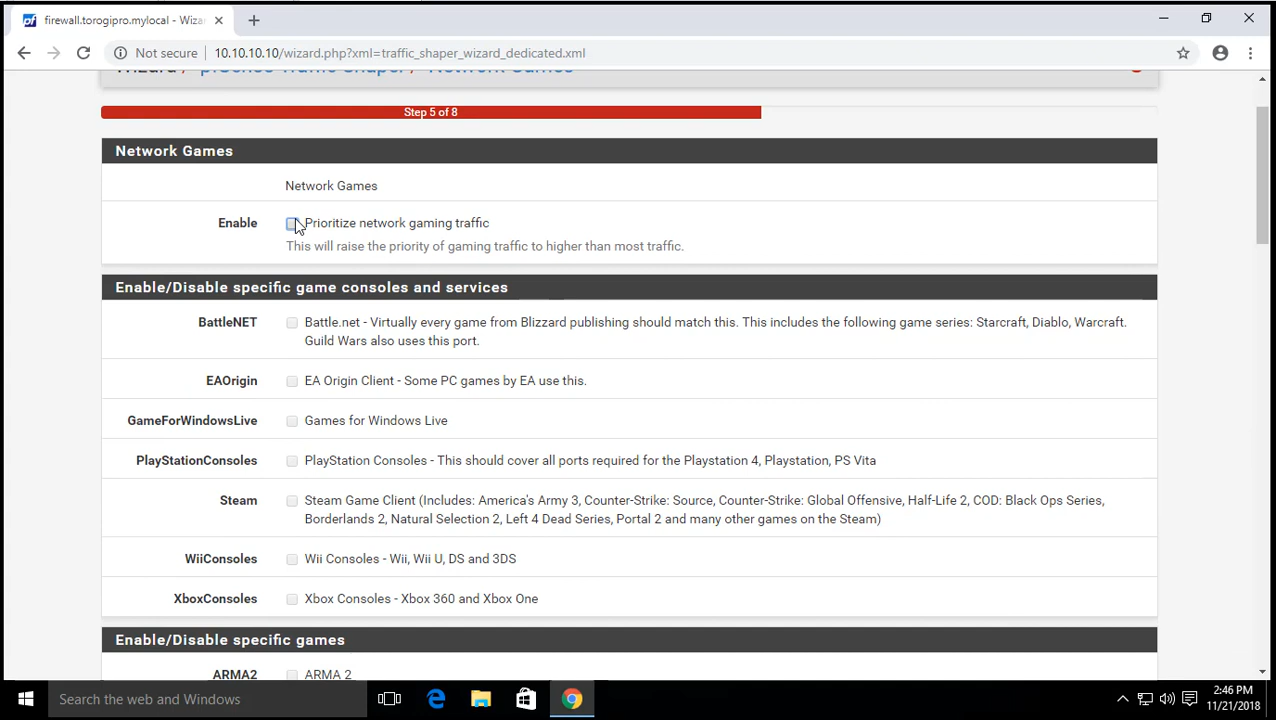 firewall.torogipro.mylocal - Wiza
Not secure
10.10.10.10/wizard.php?xml=traffic_shaper_wizard_dedicated.xml
Wizard / pfSense Traffic Shaper / Network Games
Step 5 of 8
Network Games
Network Games
Enable
Prioritize network gaming traffic
This will raise the priority of gaming traffic to higher than most traffic.
Enable/Disable specific game consoles and services
BattleNET
Battle.net - Virtually every game from Blizzard publishing should match this. This includes the following game series: Starcraft, Diablo, Warcraft.
Guild Wars also uses this port.
EAOrigin
EA Origin Client - Some PC games by EA use this.
GameForWindowsLive
Games for Windows Live
PlayStationConsoles
PlayStation Consoles - This should cover all ports required for the Playstation 4, Playstation, PS Vita
Steam
Steam Game Client (Includes: America's Army 3, Counter-Strike: Source, Counter-Strike: Global Offensive, Half-Life 2, COD: Black Ops Series,
Borderlands 2, Natural Selection 2, Left 4 Dead Series, Portal 2 and many other games on the Steam)
WiiConsoles
Wii Consoles - Wii, Wii U, DS and 3DS
XboxConsoles
Xbox Consoles - Xbox 360 and Xbox One
Enable/Disable specific games
ARMA2
ARMA 2
Search the web and Windows
2:46 PM
11/21/2018